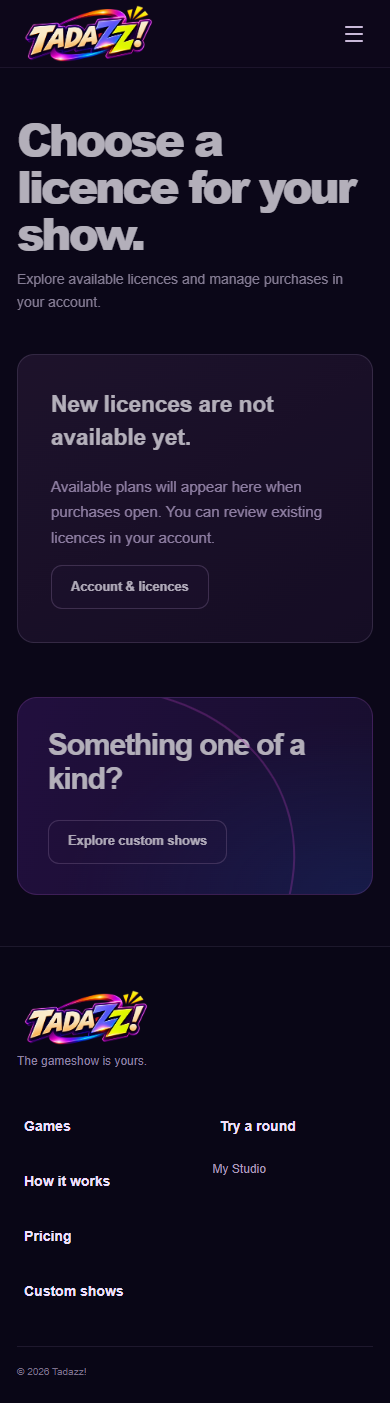 TADAZZ!
Choose a
licence for your
show.
Explore available licences and manage purchases in
your account.
New licences are not
available yet.
Available plans will appear here when
purchases open. You can review existing
licences in your account.
Account & licences
Something one of a
kind?
Explore custom shows
TADAZZ!
The gameshow is yours.
Games
Try a round
My Studio
How it works
Pricing
Custom shows
© 2026 Tadazz!